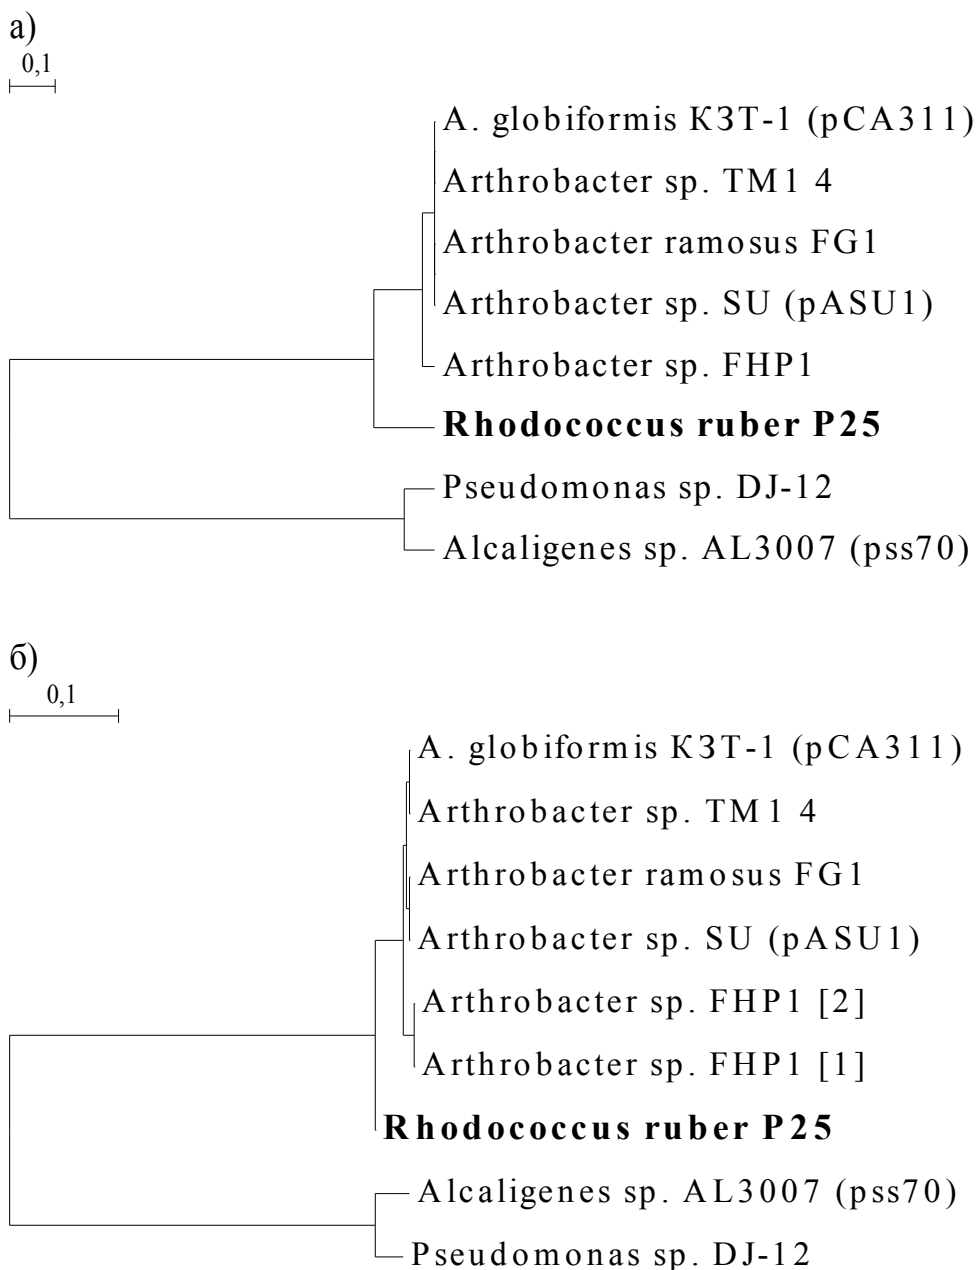 а)
0,1
A. globiformis КЗТ-1 (pCA311)
Arthrobacter sp. TM1 4
Arthrobacter ramosus FG1
Arthrobacter sp. SU (pASU1)
Arthrobacter sp. FHP1
Rhodococcus ruber P25
Pseudomonas sp. DJ-12
Alcaligenes sp. AL3007 (pss70)
б)
0,1
A. globiformis КЗТ-1 (pCA311)
Arthrobacter sp. TM1 4
Arthrobacter ramosus FG1
Arthrobacter sp. SU (pASU1)
Arthrobacter sp. FHP1 [2]
Arthrobacter sp. FHP1 [1]
Rhodococcus ruber P25
Alcaligenes sp. AL3007 (pss70)
Pseudomonas sp. DJ-12